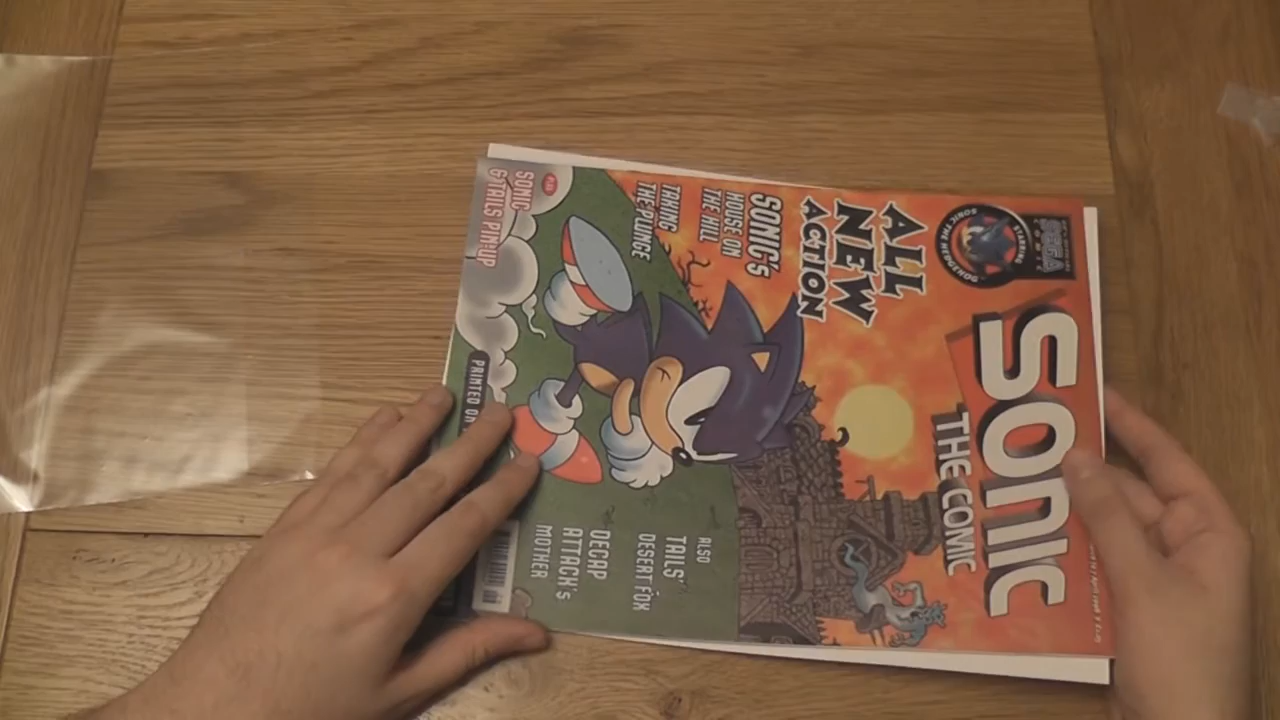 SEGA
STARRING
SONIC THE HEDGEHOG
SONIC
THE COMIC
ALL
NEW
ACTION
SONIC'S
HOUSE ON
THE HILL
TAKING
THE PLUNGE
SONIC
& TAILS PIN-UP
ALSO
TAILS'
DESERT FOX
DECAP
ATTACK'S
MOTHER
PRINTED ON